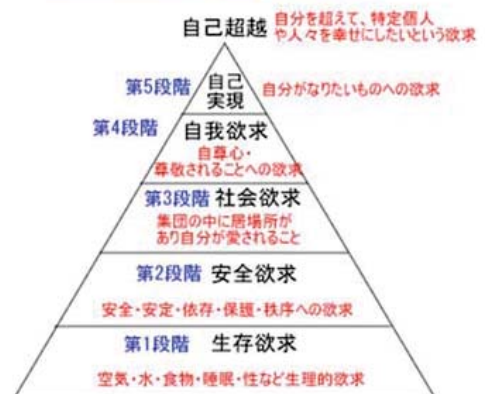 自己超越
自分を超えて、特定個人
や人々を幸せにしたいという欲求
第5段階
自己
実現
自分がなりたいものへの欲求
第4段階
自我欲求
自尊心・
尊敬されることへの欲求
第3段階 社会欲求
集団の中に居場所が
あり自分が愛されること
第2段階 安全欲求
安全・安定・依存・保護・秩序への欲求
第1段階 生存欲求
空気・水・食物・睡眠・性など生理的欲求